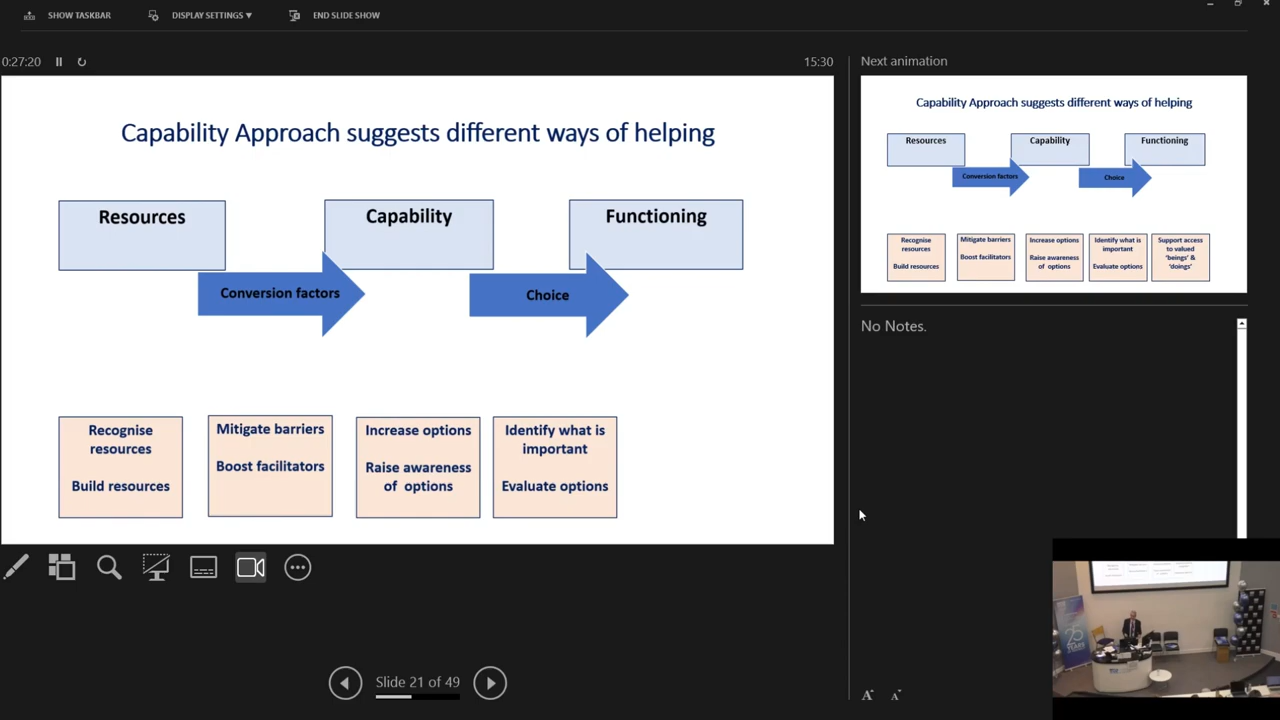 SHOW TASKBAR
DISPLAY SETTINGS ▼
END SLIDE SHOW
0:27:20
15:30
Capability Approach suggests different ways of helping
Resources
Capability
Functioning
Conversion factors
Choice
Recognise
resources
Build resources
Mitigate barriers
Boost facilitators
Increase options
Raise awareness
of options
Identify what is
important
Evaluate options
Slide 21 of 49
Next animation
Capability Approach suggests different ways of helping
Resources
Capability
Functioning
Conversion factors
Choice
Recognise
resources
Build resources
Mitigate barriers
Boost facilitators
Increase options
Raise awareness
of options
Identify what is
important
Evaluate options
Support access
to valued
'beings' &
'doings'
No Notes.
A
A
25
YEARS